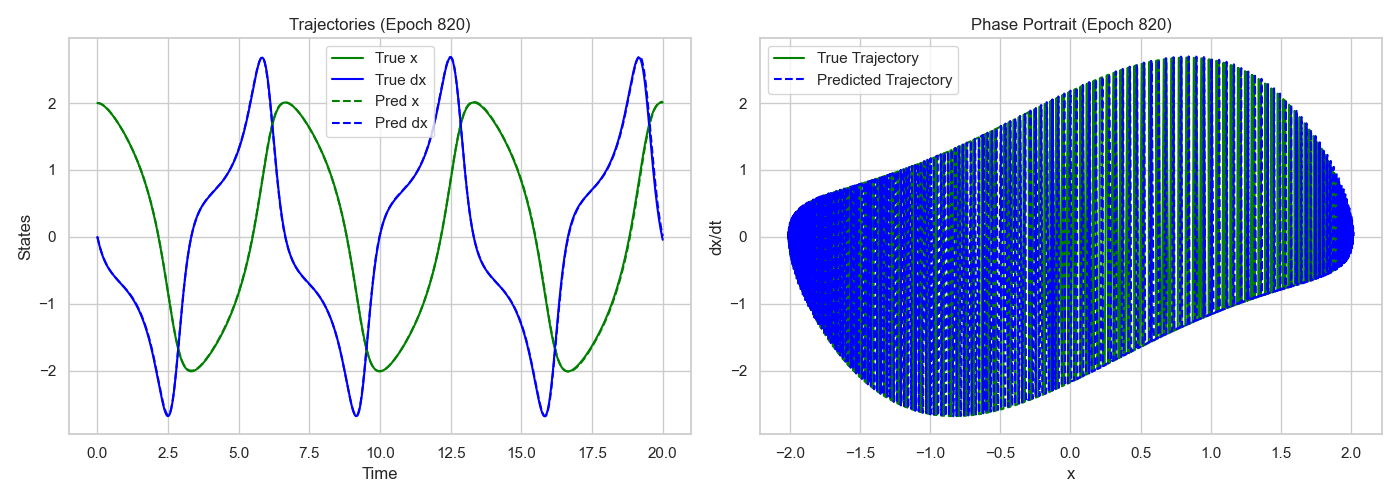 Trajectories (Epoch 820)
States
2
1
0
−1
−2
True x
True dx
Pred x
Pred dx
0.0 2.5 5.0 7.5 10.0 12.5 15.0 17.5 20.0
Time
Phase Portrait (Epoch 820)
dx/dt
2
1
0
−1
−2
True Trajectory
Predicted Trajectory
−2.0 −1.5 −1.0 −0.5 0.0 0.5 1.0 1.5 2.0
x